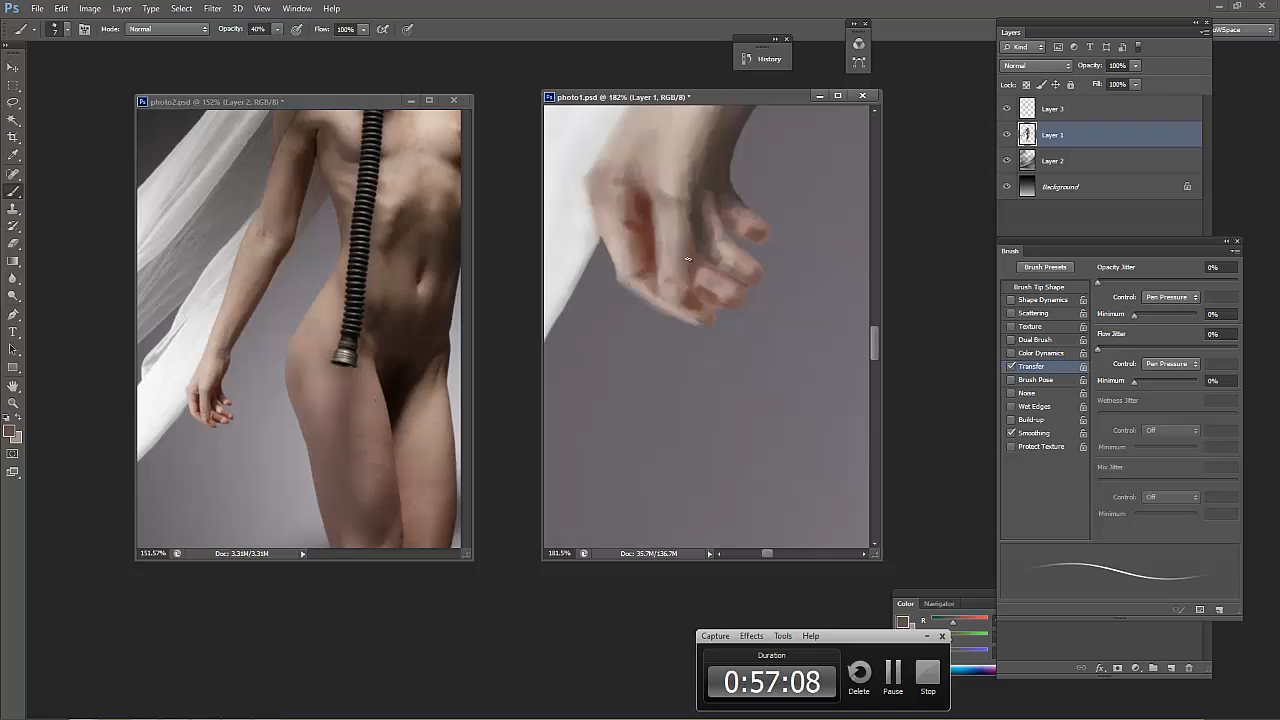 Ps File Edit Image Layer Type Select Filter 3D View Window Help
7 Mode: Normal Opacity: 40% Flow: 100%
History
photo2.psd @ 152% (Layer 2, RGB/8) *
photo1.psd @ 182% (Layer 1, RGB/8) *
151.57% Doc: 3.31M/3.31M
181.5% Doc: 35.7M/136.7M
Layers
Kind
Normal Opacity: 100%
Lock: Fill: 100%
Layer 3
Layer 1
Layer 2
Background
Brush
Brush Presets
Brush Tip Shape
Shape Dynamics
Scattering
Texture
Dual Brush
Color Dynamics
Transfer
Brush Pose
Noise
Wet Edges
Build-up
Smoothing
Protect Texture
Opacity Jitter 0%
Control: Pen Pressure
Minimum 0%
Flow Jitter 0%
Control: Pen Pressure
Minimum 0%
Wetness Jitter
Control: Off
Minimum
Mix Jitter
Control: Off
Minimum
Color Navigator
R
Capture Effects Tools Help
Duration
0:57:08
Delete Pause Stop